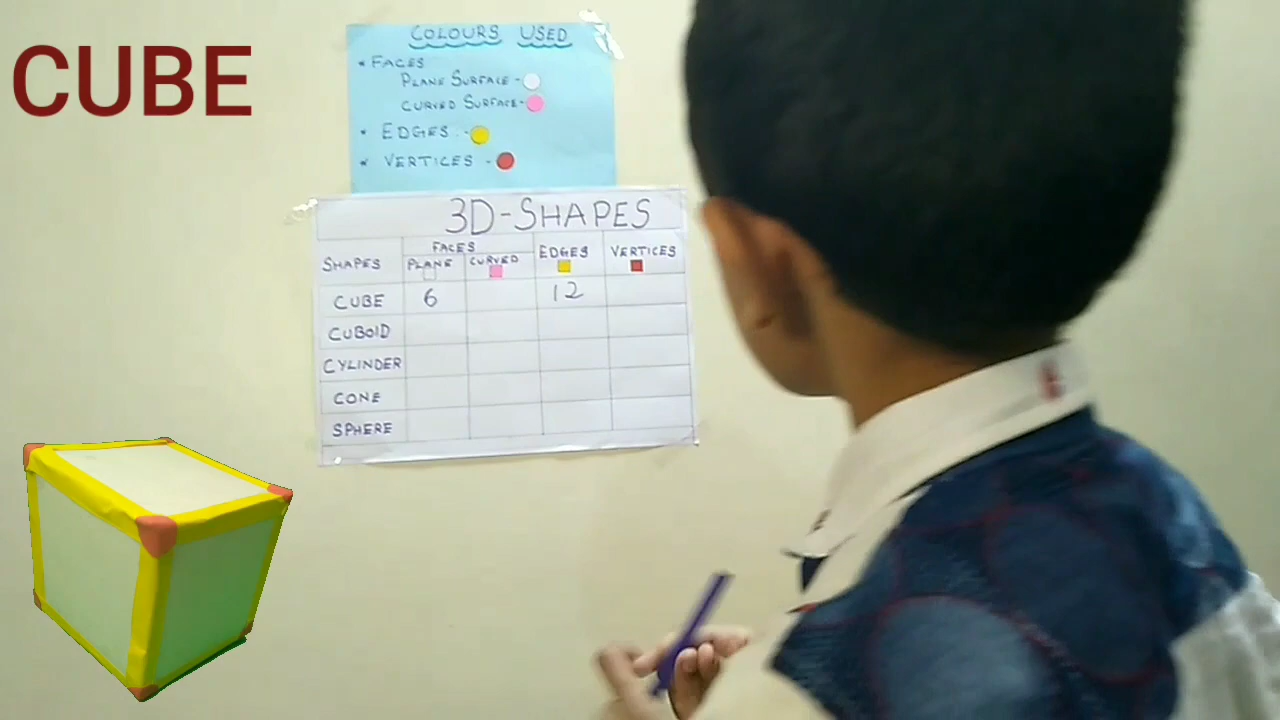 CUBE
COLOURS USED
* FACES
PLANE SURFACE -
CURVED SURFACE -
* EDGES -
* VERTICES -
3D-SHAPES
SHAPES FACES EDGES VERTICES
PLANE CURVED
CUBE 6 12
CUBOID
CYLINDER
CONE
SPHERE